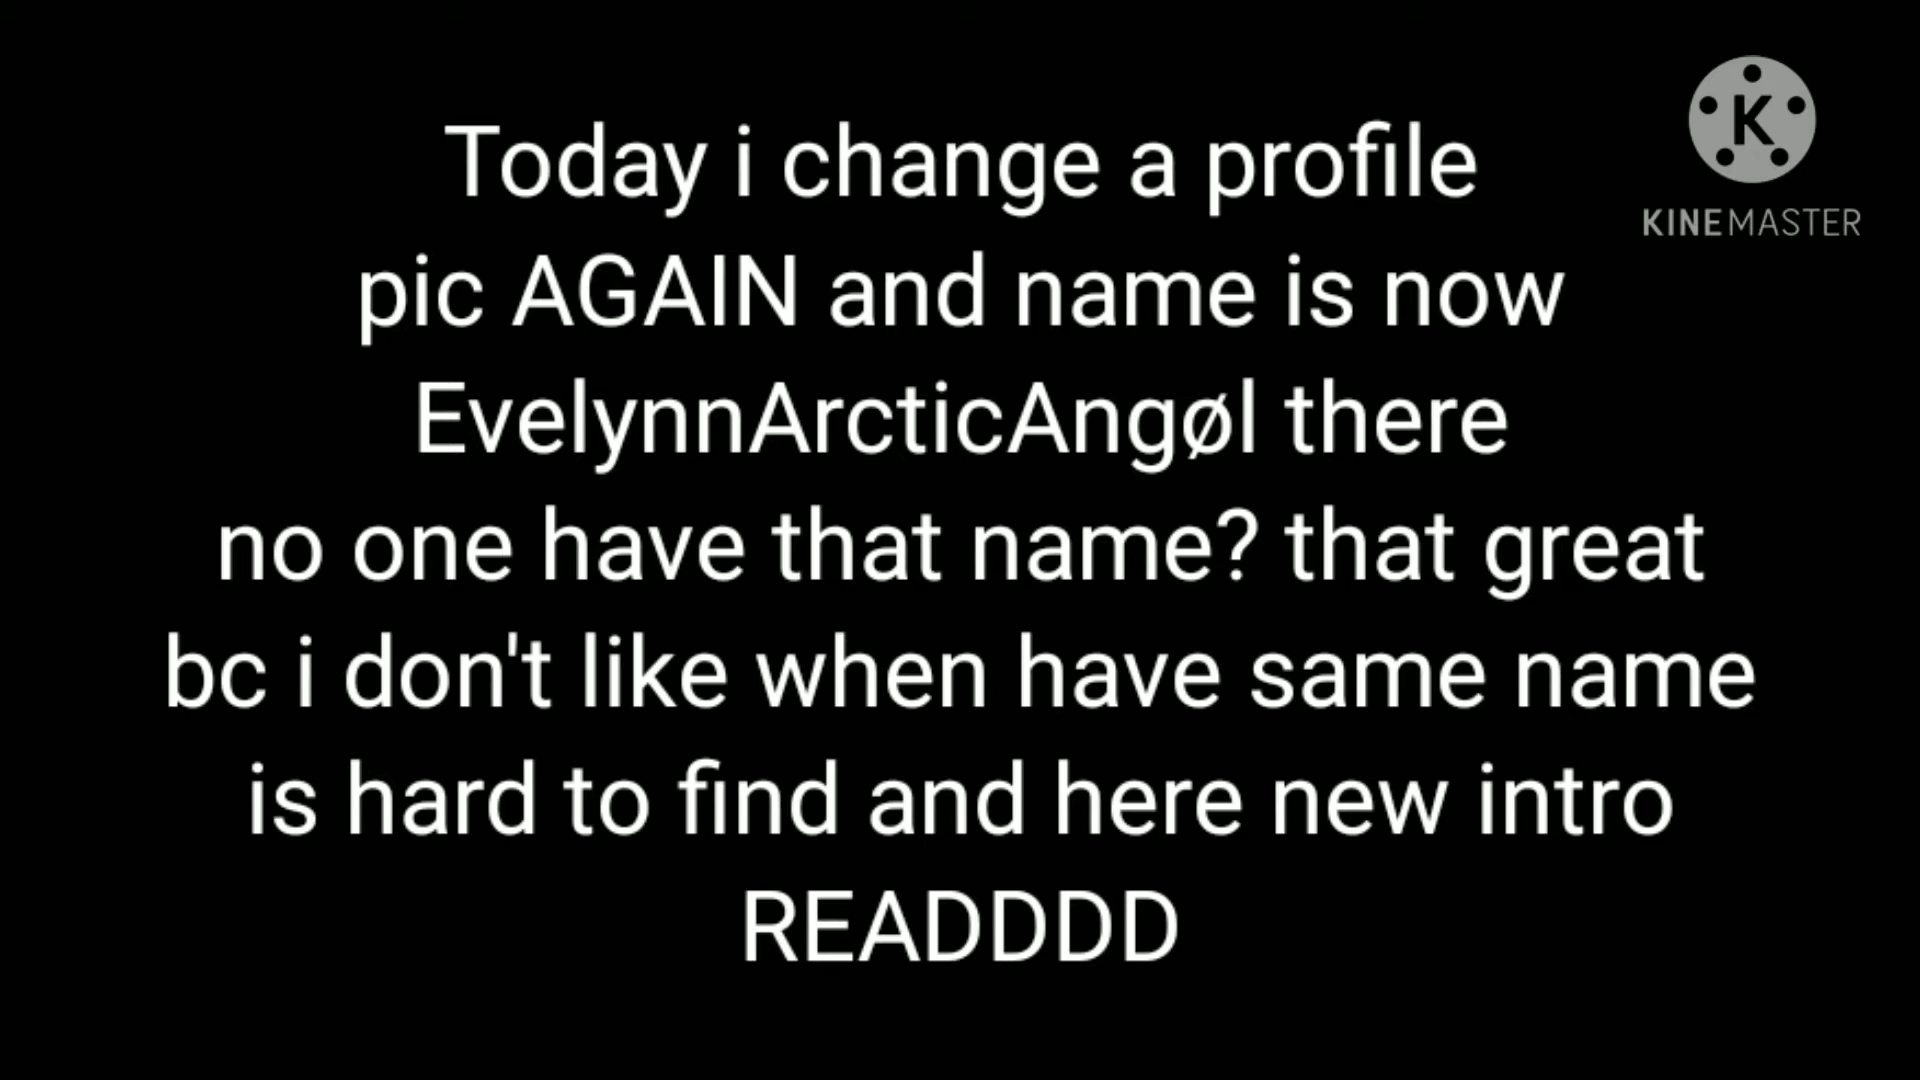 Today i change a profile
pic AGAIN and name is now
EvelynnArcticAngøl there
no one have that name? that great
bc i don't like when have same name
is hard to find and here new intro
READDDD
K
KINEMASTER